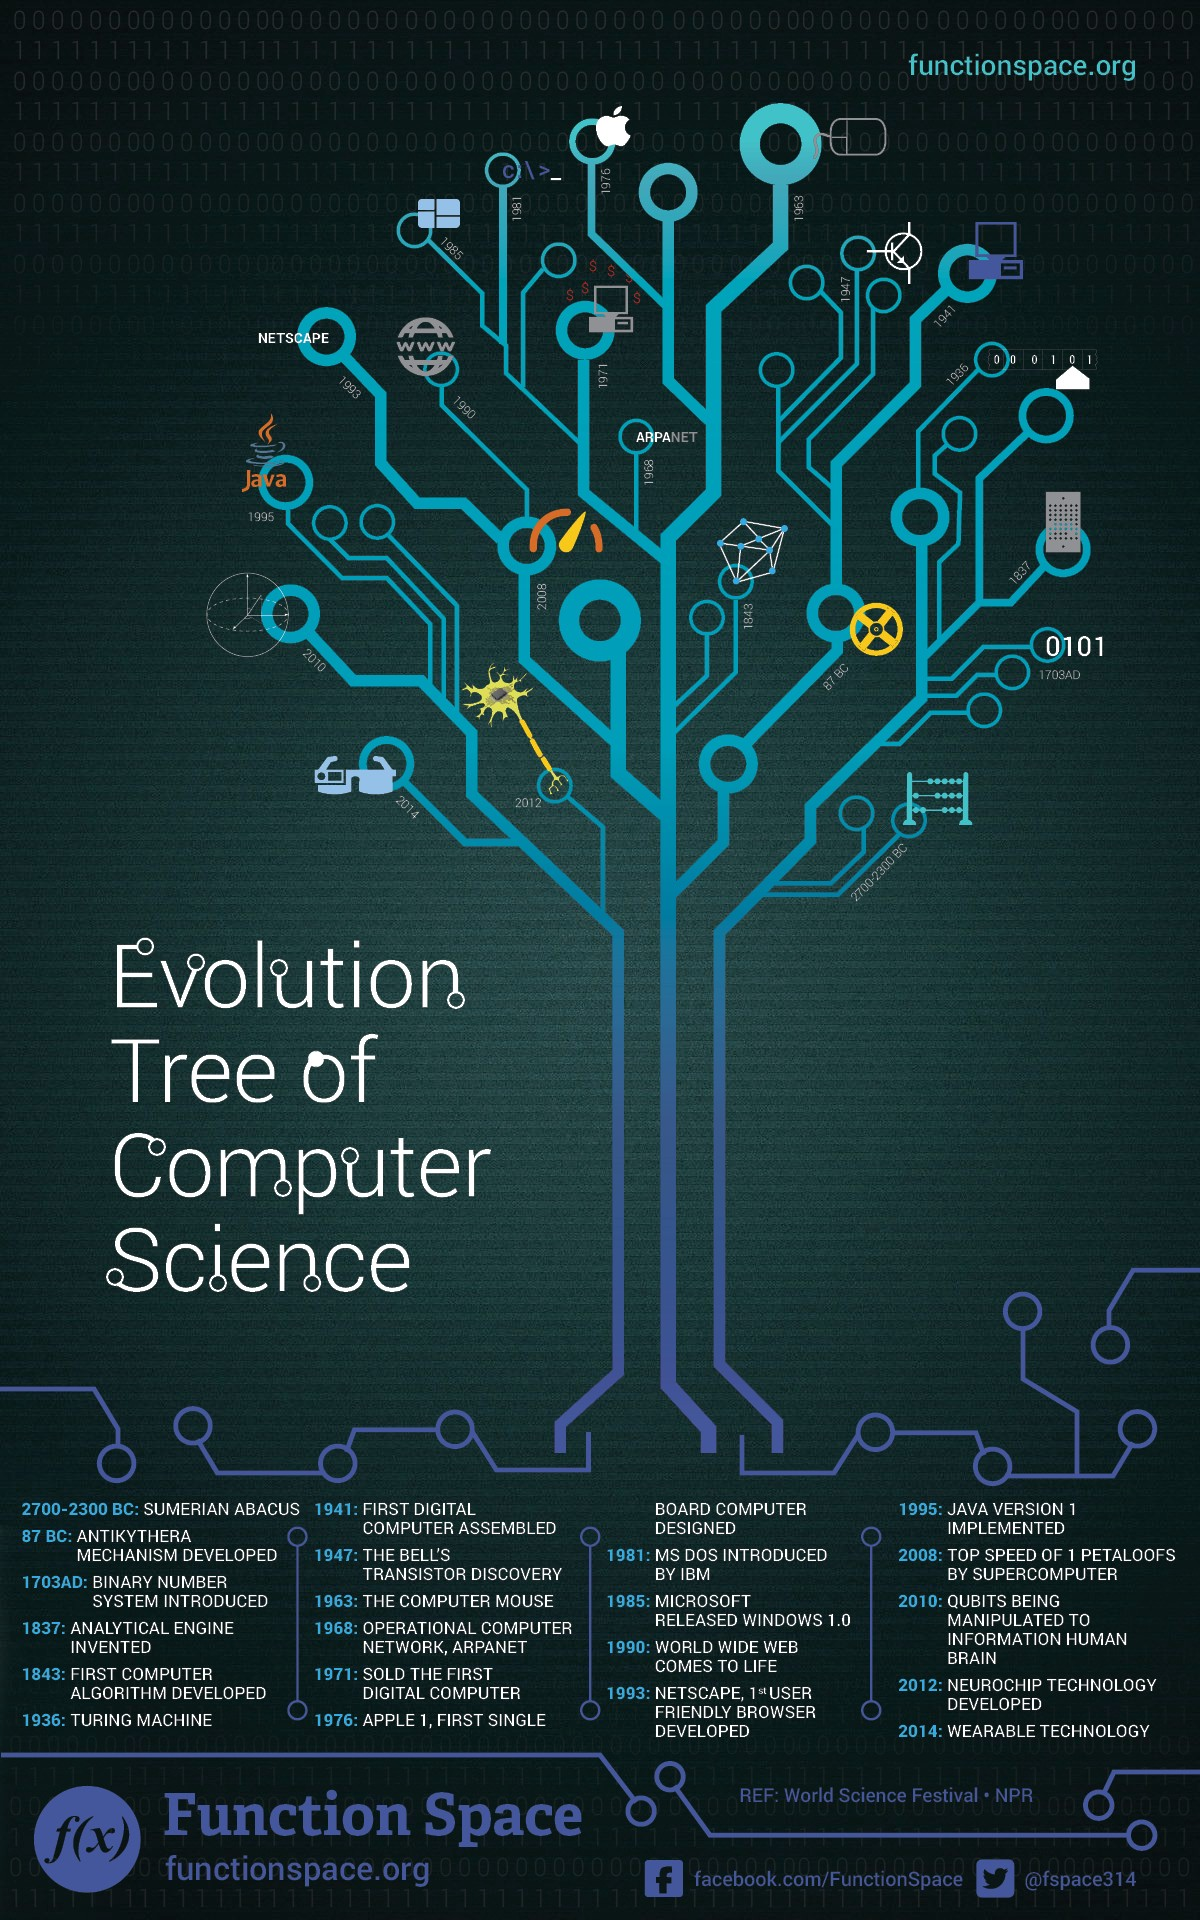 functionspace.org
1976
c:\>_
1981
1963
1985
1947
1941
$ $ $
$ $ $
NETSCAPE
1993
WWW
1990
1971
1936
0 0 0 1 0 1
ARPANET
1968
Java
1995
2008
1843
1837
2010
87 BC
0101
1703AD
2014
2012
2700-2300 BC
Evolution
Tree of
Computer
Science
2700-2300 BC: SUMERIAN ABACUS
87 BC: ANTIKYTHERA
MECHANISM DEVELOPED
1703AD: BINARY NUMBER
SYSTEM INTRODUCED
1837: ANALYTICAL ENGINE
INVENTED
1843: FIRST COMPUTER
ALGORITHM DEVELOPED
1936: TURING MACHINE
1941: FIRST DIGITAL
COMPUTER ASSEMBLED
1947: THE BELL'S
TRANSISTOR DISCOVERY
1963: THE COMPUTER MOUSE
1968: OPERATIONAL COMPUTER
NETWORK, ARPANET
1971: SOLD THE FIRST
DIGITAL COMPUTER
1976: APPLE 1, FIRST SINGLE
BOARD COMPUTER
DESIGNED
1981: MS DOS INTRODUCED
BY IBM
1985: MICROSOFT
RELEASED WINDOWS 1.0
1990: WORLD WIDE WEB
COMES TO LIFE
1993: NETSCAPE, 1st USER
FRIENDLY BROWSER
DEVELOPED
1995: JAVA VERSION 1
IMPLEMENTED
2008: TOP SPEED OF 1 PETALOOFS
BY SUPERCOMPUTER
2010: QUBITS BEING
MANIPULATED TO
INFORMATION HUMAN
BRAIN
2012: NEUROCHIP TECHNOLOGY
DEVELOPED
2014: WEARABLE TECHNOLOGY
f(x)
Function Space
functionspace.org
REF: World Science Festival • NPR
facebook.com/FunctionSpace
@fspace314